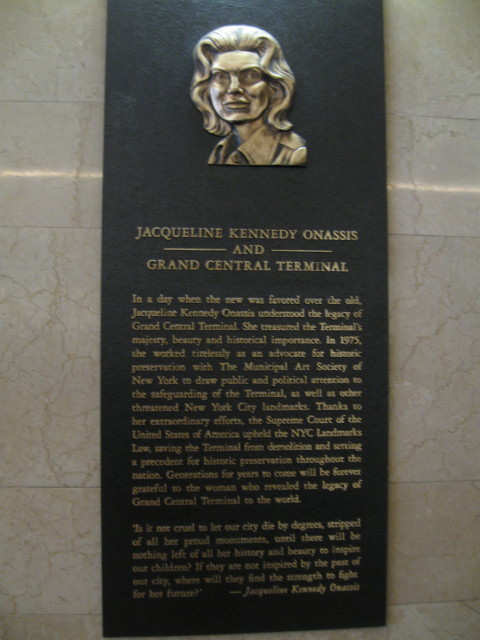 JACQUELINE KENNEDY ONASSIS
AND
GRAND CENTRAL TERMINAL
In a day when the new was favored over the old,
Jacqueline Kennedy Onassis understood the legacy of
Grand Central Terminal. She treasured the Terminal's
majesty, beauty and historical importance. In 1975,
she worked tirelessly as an advocate for historic
preservation with The Municipal Art Society of
New York to draw public and political attention to
the safeguarding of the Terminal, as well as other
threatened New York City landmarks. Thanks to
her extraordinary efforts, the Supreme Court of the
United States of America upheld the NYC Landmarks
Law, saving the Terminal from demolition and setting
a precedent for historic preservation throughout the
nation. Generations for years to come will be forever
grateful to the woman who revealed the legacy of
Grand Central Terminal to the world.
'Is it not cruel to let our city die by degrees, stripped
of all her proud monuments, until there will be
nothing left of all her history and beauty to inspire
our children? If they are not inspired by the past of
our city, where will they find the strength to fight
for her future?' — Jacqueline Kennedy Onassis